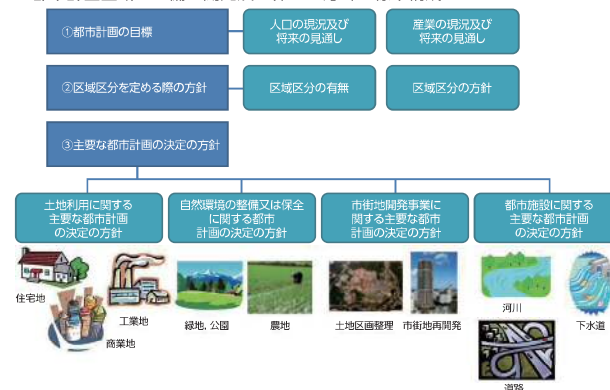 ①都市計画の目標
人口の現況及び
将来の見通し
産業の現況及び
将来の見通し
②区域区分を定める際の方針
区域区分の有無
区域区分の方針
③主要な都市計画の決定の方針
土地利用に関する
主要な都市計画
の決定の方針
自然環境の整備又は保全
に関する都市
計画の決定の方針
市街地開発事業に
関する主要な都市
計画の決定の方針
都市施設に関する
主要な都市計画
の決定の方針
住宅地
工業地
商業地
緑地、公園
農地
土地区画整理
市街地再開発
河川
下水道
道路